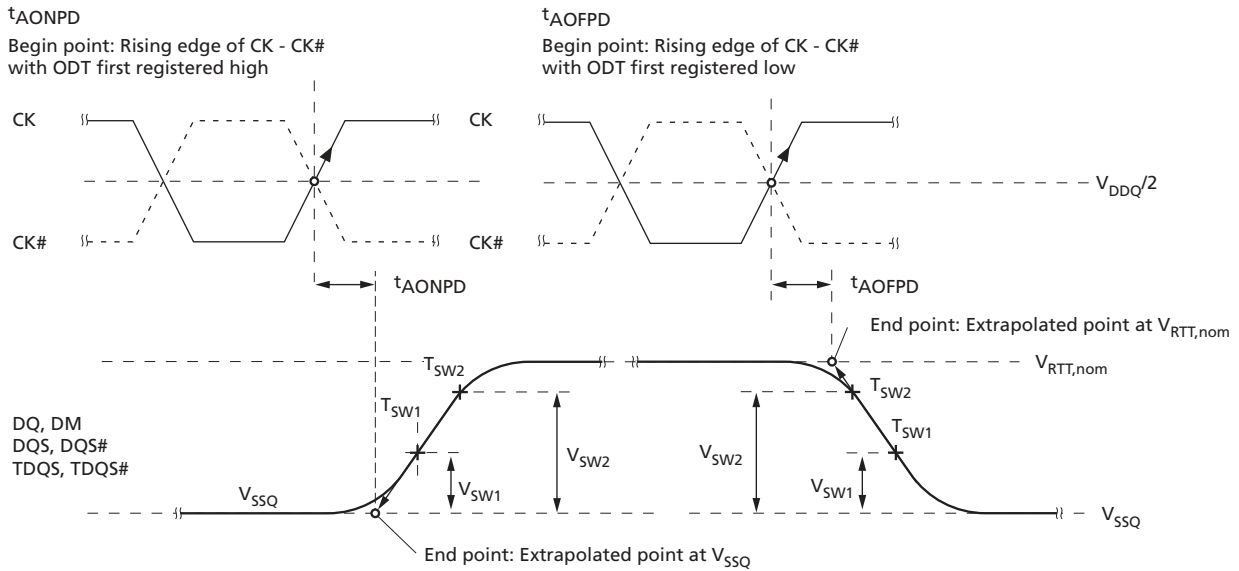 tAONPD
Begin point: Rising edge of CK - CK#
with ODT first registered high
tAOFPD
Begin point: Rising edge of CK - CK#
with ODT first registered low
CK
CK
VDDQ/2
CK#
CK#
tAONPD
tAOFPD
End point: Extrapolated point at VRTT,nom
TSW2
VRTT,nom
TSW2
TSW1
TSW1
DQ, DM
DQS, DQS#
TDQS, TDQS#
VSW2
VSW2
VSSQ
VSW1
VSW1
VSSQ
End point: Extrapolated point at VSSQ